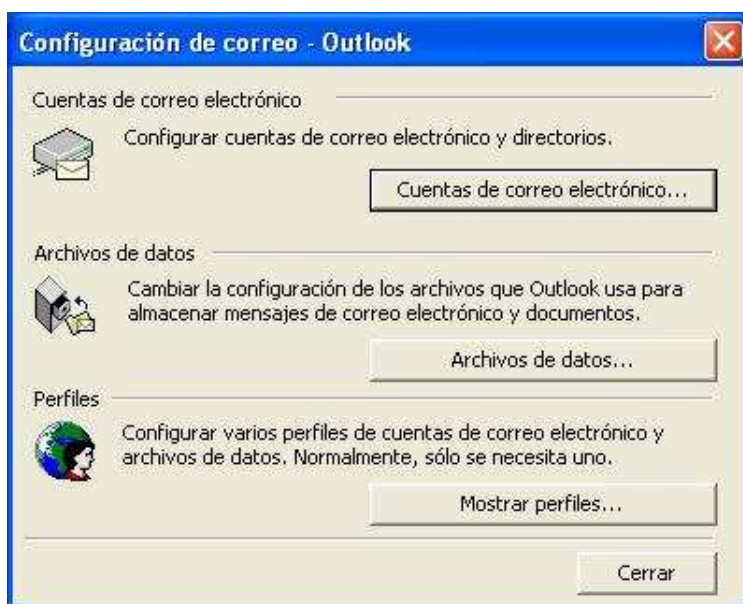 Configuración de correo - Outlook
Cuentas de correo electrónico
Configurar cuentas de correo electrónico y directorios.
Cuentas de correo electrónico...
Archivos de datos
Cambiar la configuración de los archivos que Outlook usa para
almacenar mensajes de correo electrónico y documentos.
Archivos de datos...
Perfiles
Configurar varios perfiles de cuentas de correo electrónico y
archivos de datos. Normalmente, sólo se necesita uno.
Mostrar perfiles...
Cerrar